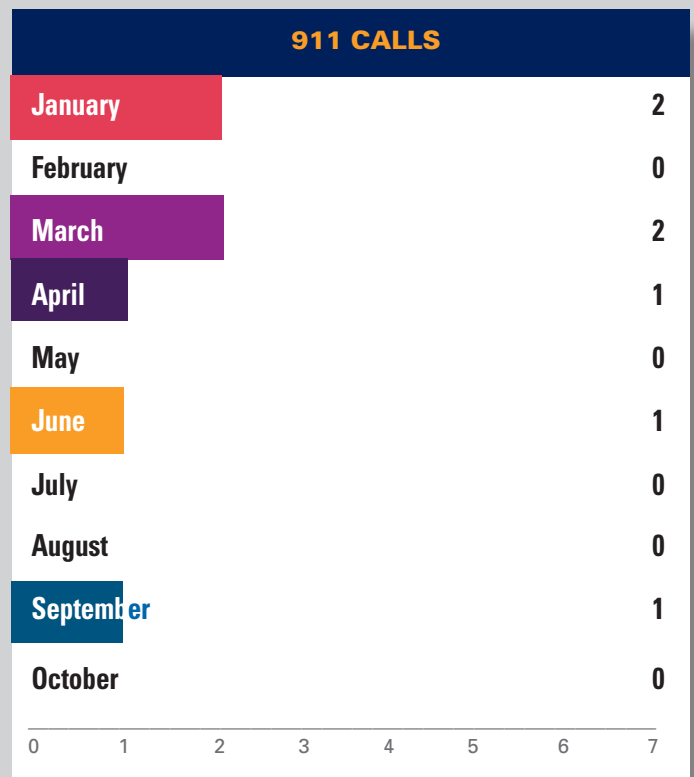 911 CALLS
January 2
February 0
March 2
April 1
May 0
June 1
July 0
August 0
September 1
October 0
0 1 2 3 4 5 6 7